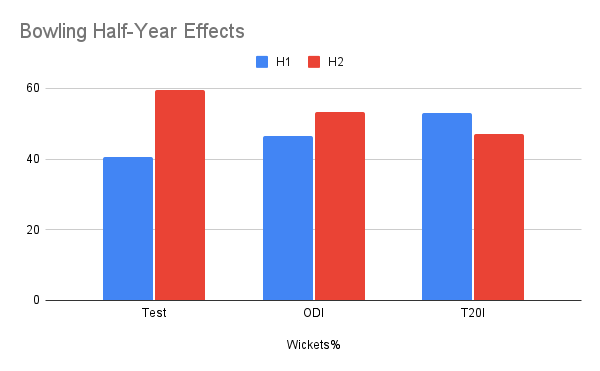 Bowling Half-Year Effects
H1 H2
60
40
20
0
Test ODI T20I
Wickets%